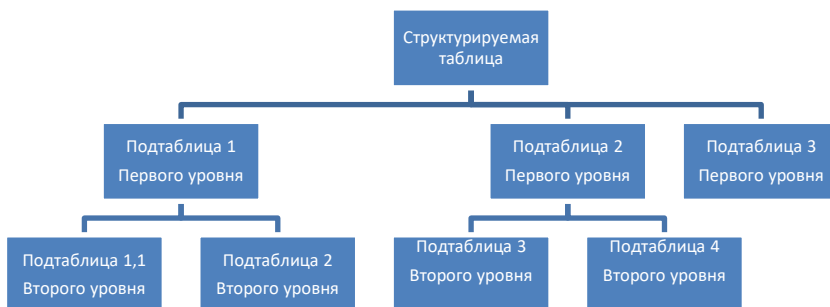 Структурируемая
таблица
Подтаблица 1
Первого уровня
Подтаблица 2
Первого уровня
Подтаблица 3
Первого уровня
Подтаблица 1,1
Второго уровня
Подтаблица 2
Второго уровня
Подтаблица 3
Второго уровня
Подтаблица 4
Второго уровня